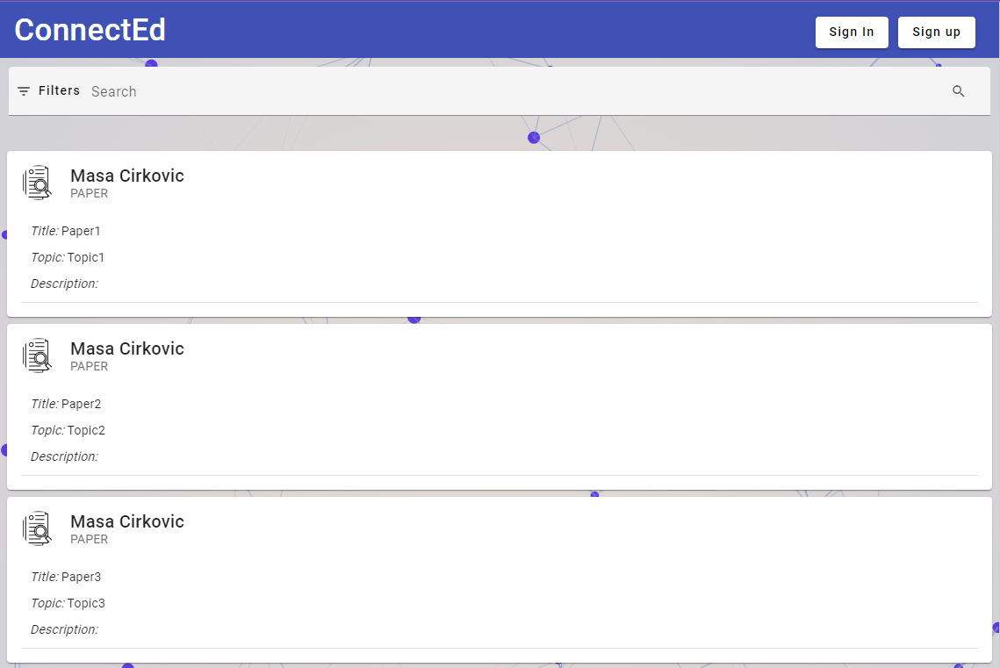 ConnectEd
Sign In Sign up
Filters Search
Masa Cirkovic
PAPER
Title: Paper1
Topic: Topic1
Description:
Masa Cirkovic
PAPER
Title: Paper2
Topic: Topic2
Description:
Masa Cirkovic
PAPER
Title: Paper3
Topic: Topic3
Description: